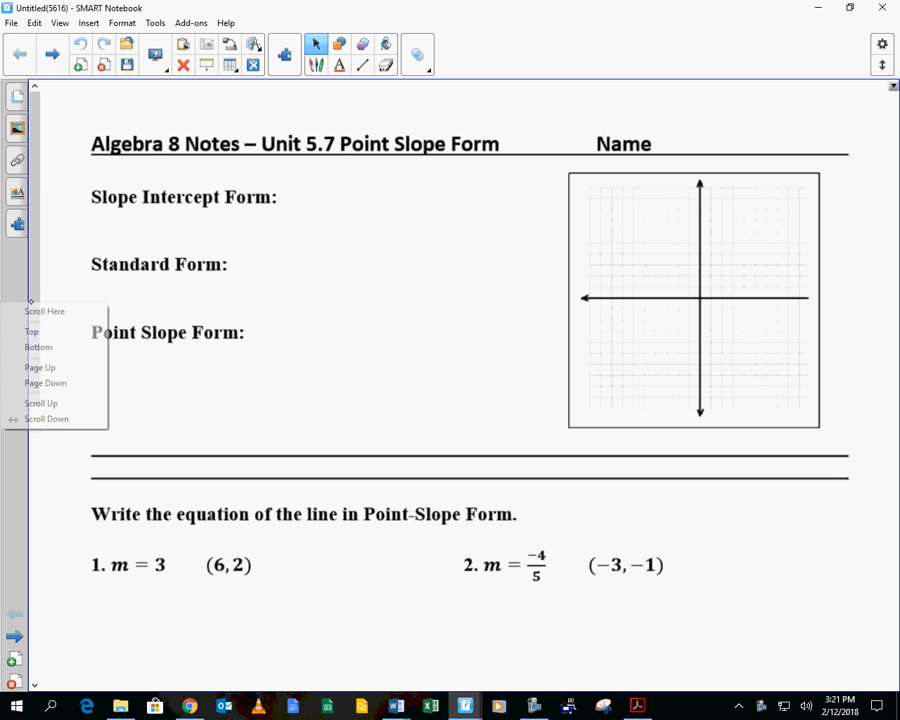 Untitled(5616) - SMART Notebook
File Edit View Insert Format Tools Add-ons Help
Algebra 8 Notes – Unit 5.7 Point Slope Form Name
Slope Intercept Form:
Standard Form:
Scroll Here
Top
Point Slope Form:
Bottom
Page Up
Page Down
Scroll Up
Scroll Down
Write the equation of the line in Point-Slope Form.
1. m = 3 (6, 2) 2. m = -4/5 (−3, −1)
3:21 PM
2/12/2018